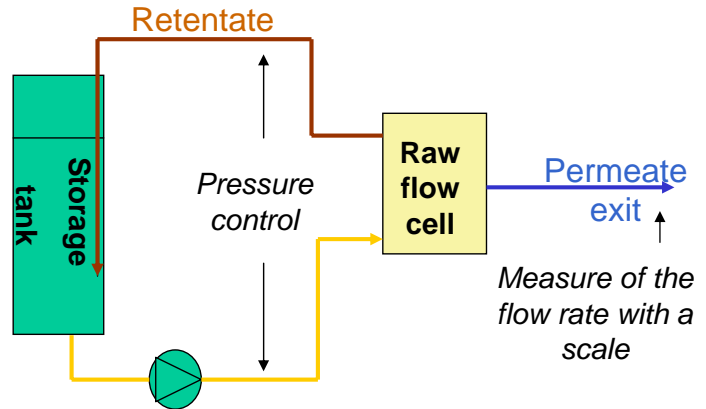 Retentate
Storage
tank
Pressure
control
Raw
flow
cell
Permeate
exit
Measure of the
flow rate with a
scale